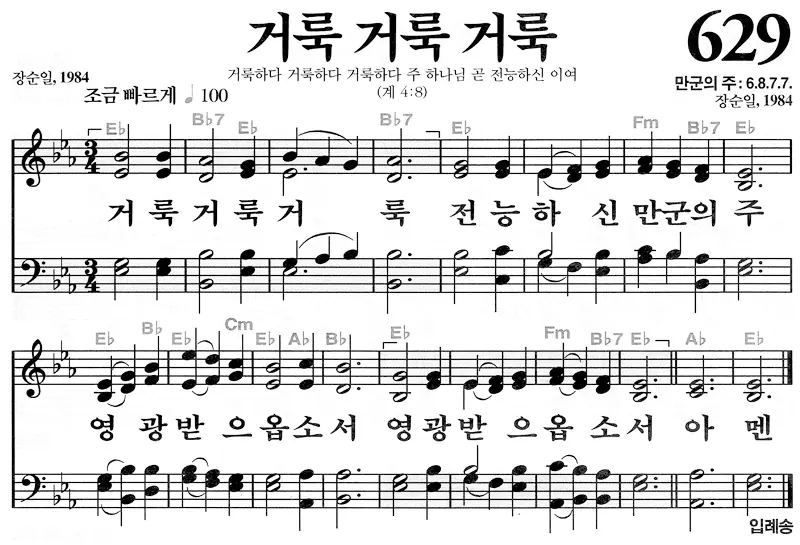 거룩 거룩 거룩
629
거룩하다 거룩하다 거룩하다 주 하나님 곧 전능하신 이여
(계 4:8)
장순일, 1984
만군의 주: 6.8.7.7.
장순일, 1984
조금 빠르게 ♩ 100
E♭ B♭7 E♭ B♭7 E♭ Fm B♭7 E♭
3 4
거 룩 거 룩 거 룩 전 능 하 신 만 군 의 주
3 4
E♭ B♭ E♭ Cm E♭ A♭ B♭ E♭ Fm B♭7 E♭ A♭ E♭
영 광 받 으 옵 소 서 영 광 받 으 옵 소 서 아 멘
입례송